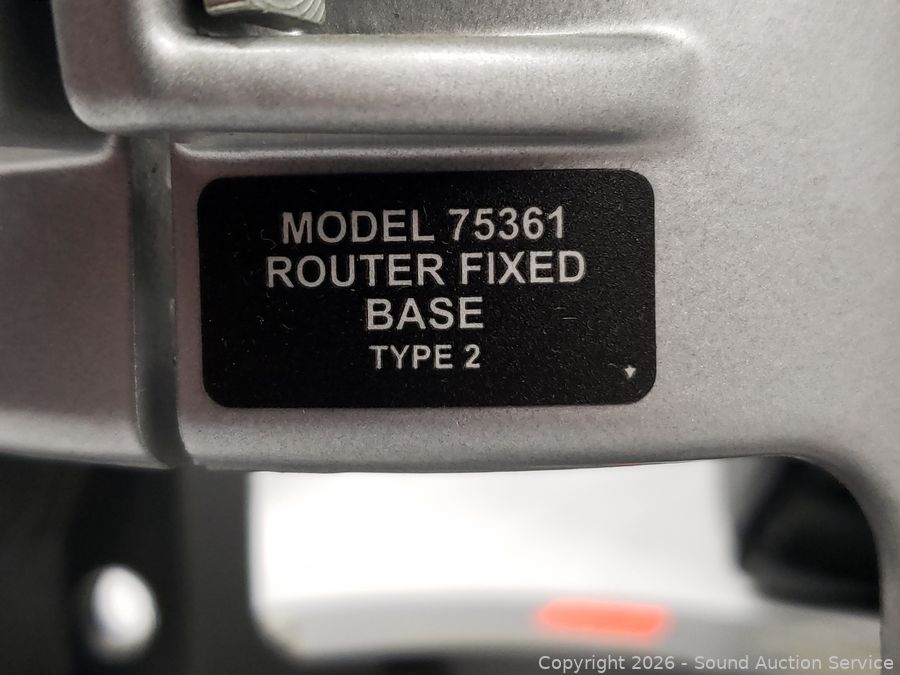 MODEL 75361
ROUTER FIXED
BASE
TYPE 2
Copyright 2026 - Sound Auction Service